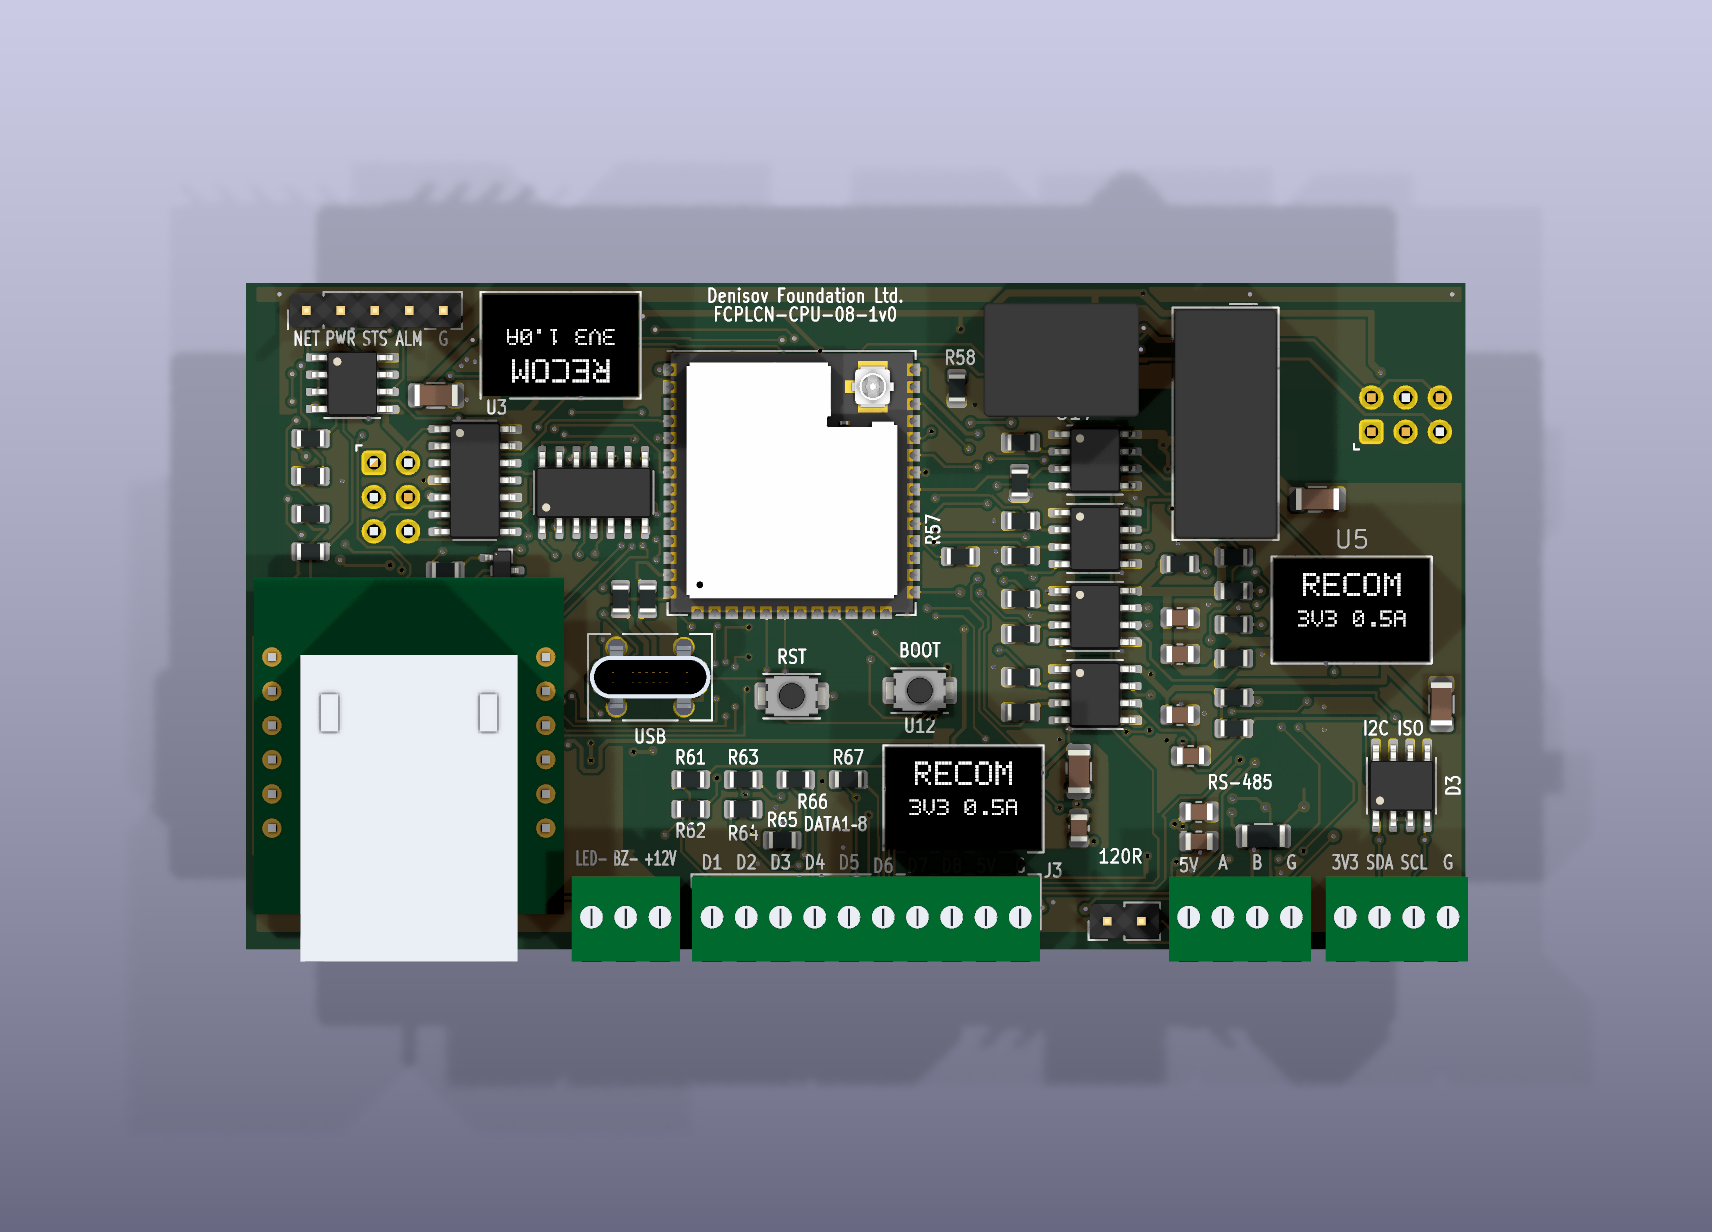 Denisov Foundation Ltd.
FCPLCN-CPU-08-1v0
NET PWR STS ALM G
3V3 1.0A
RECOM
U3
R58
R57
U5
RECOM
3V3 0.5A
RST
BOOT
U12
USB
I2C ISO
R61 R63 R67
RECOM
3V3 0.5A
RS-485
D3
R66
R62 R64 R65 DATA1-8
LED- BZ- +12V
D1 D2 D3 D4 D5 D6 D7 D8 5V
J3
120R
5V A B G
3V3 SDA SCL G